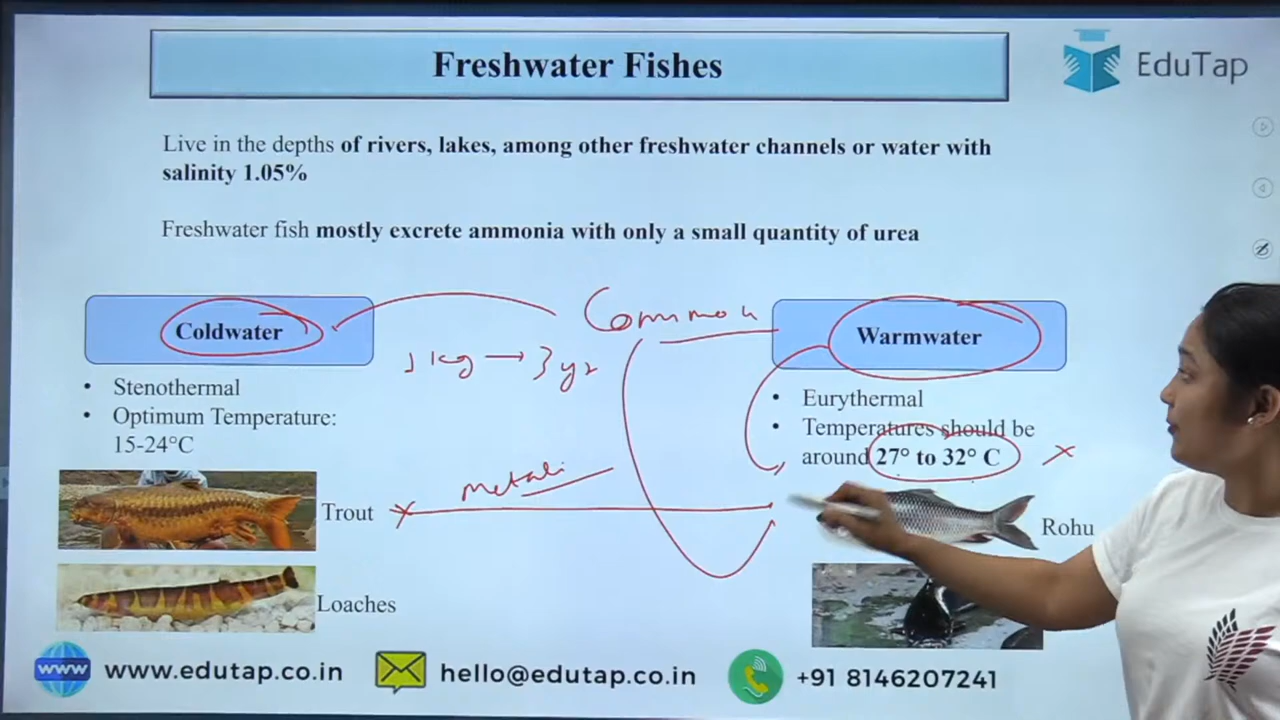 Freshwater Fishes
EduTap
Live in the depths of rivers, lakes, among other freshwater channels or water with
salinity 1.05%
Freshwater fish mostly excrete ammonia with only a small quantity of urea
Common
Coldwater
Warmwater
1 kg → 3 yr
• Stenothermal
• Optimum Temperature:
15-24°C
• Eurythermal
• Temperatures should be
around 27° to 32° C
Trout
Rohu
Loaches
www
www.edutap.co.in
hello@edutap.co.in
+91 8146207241